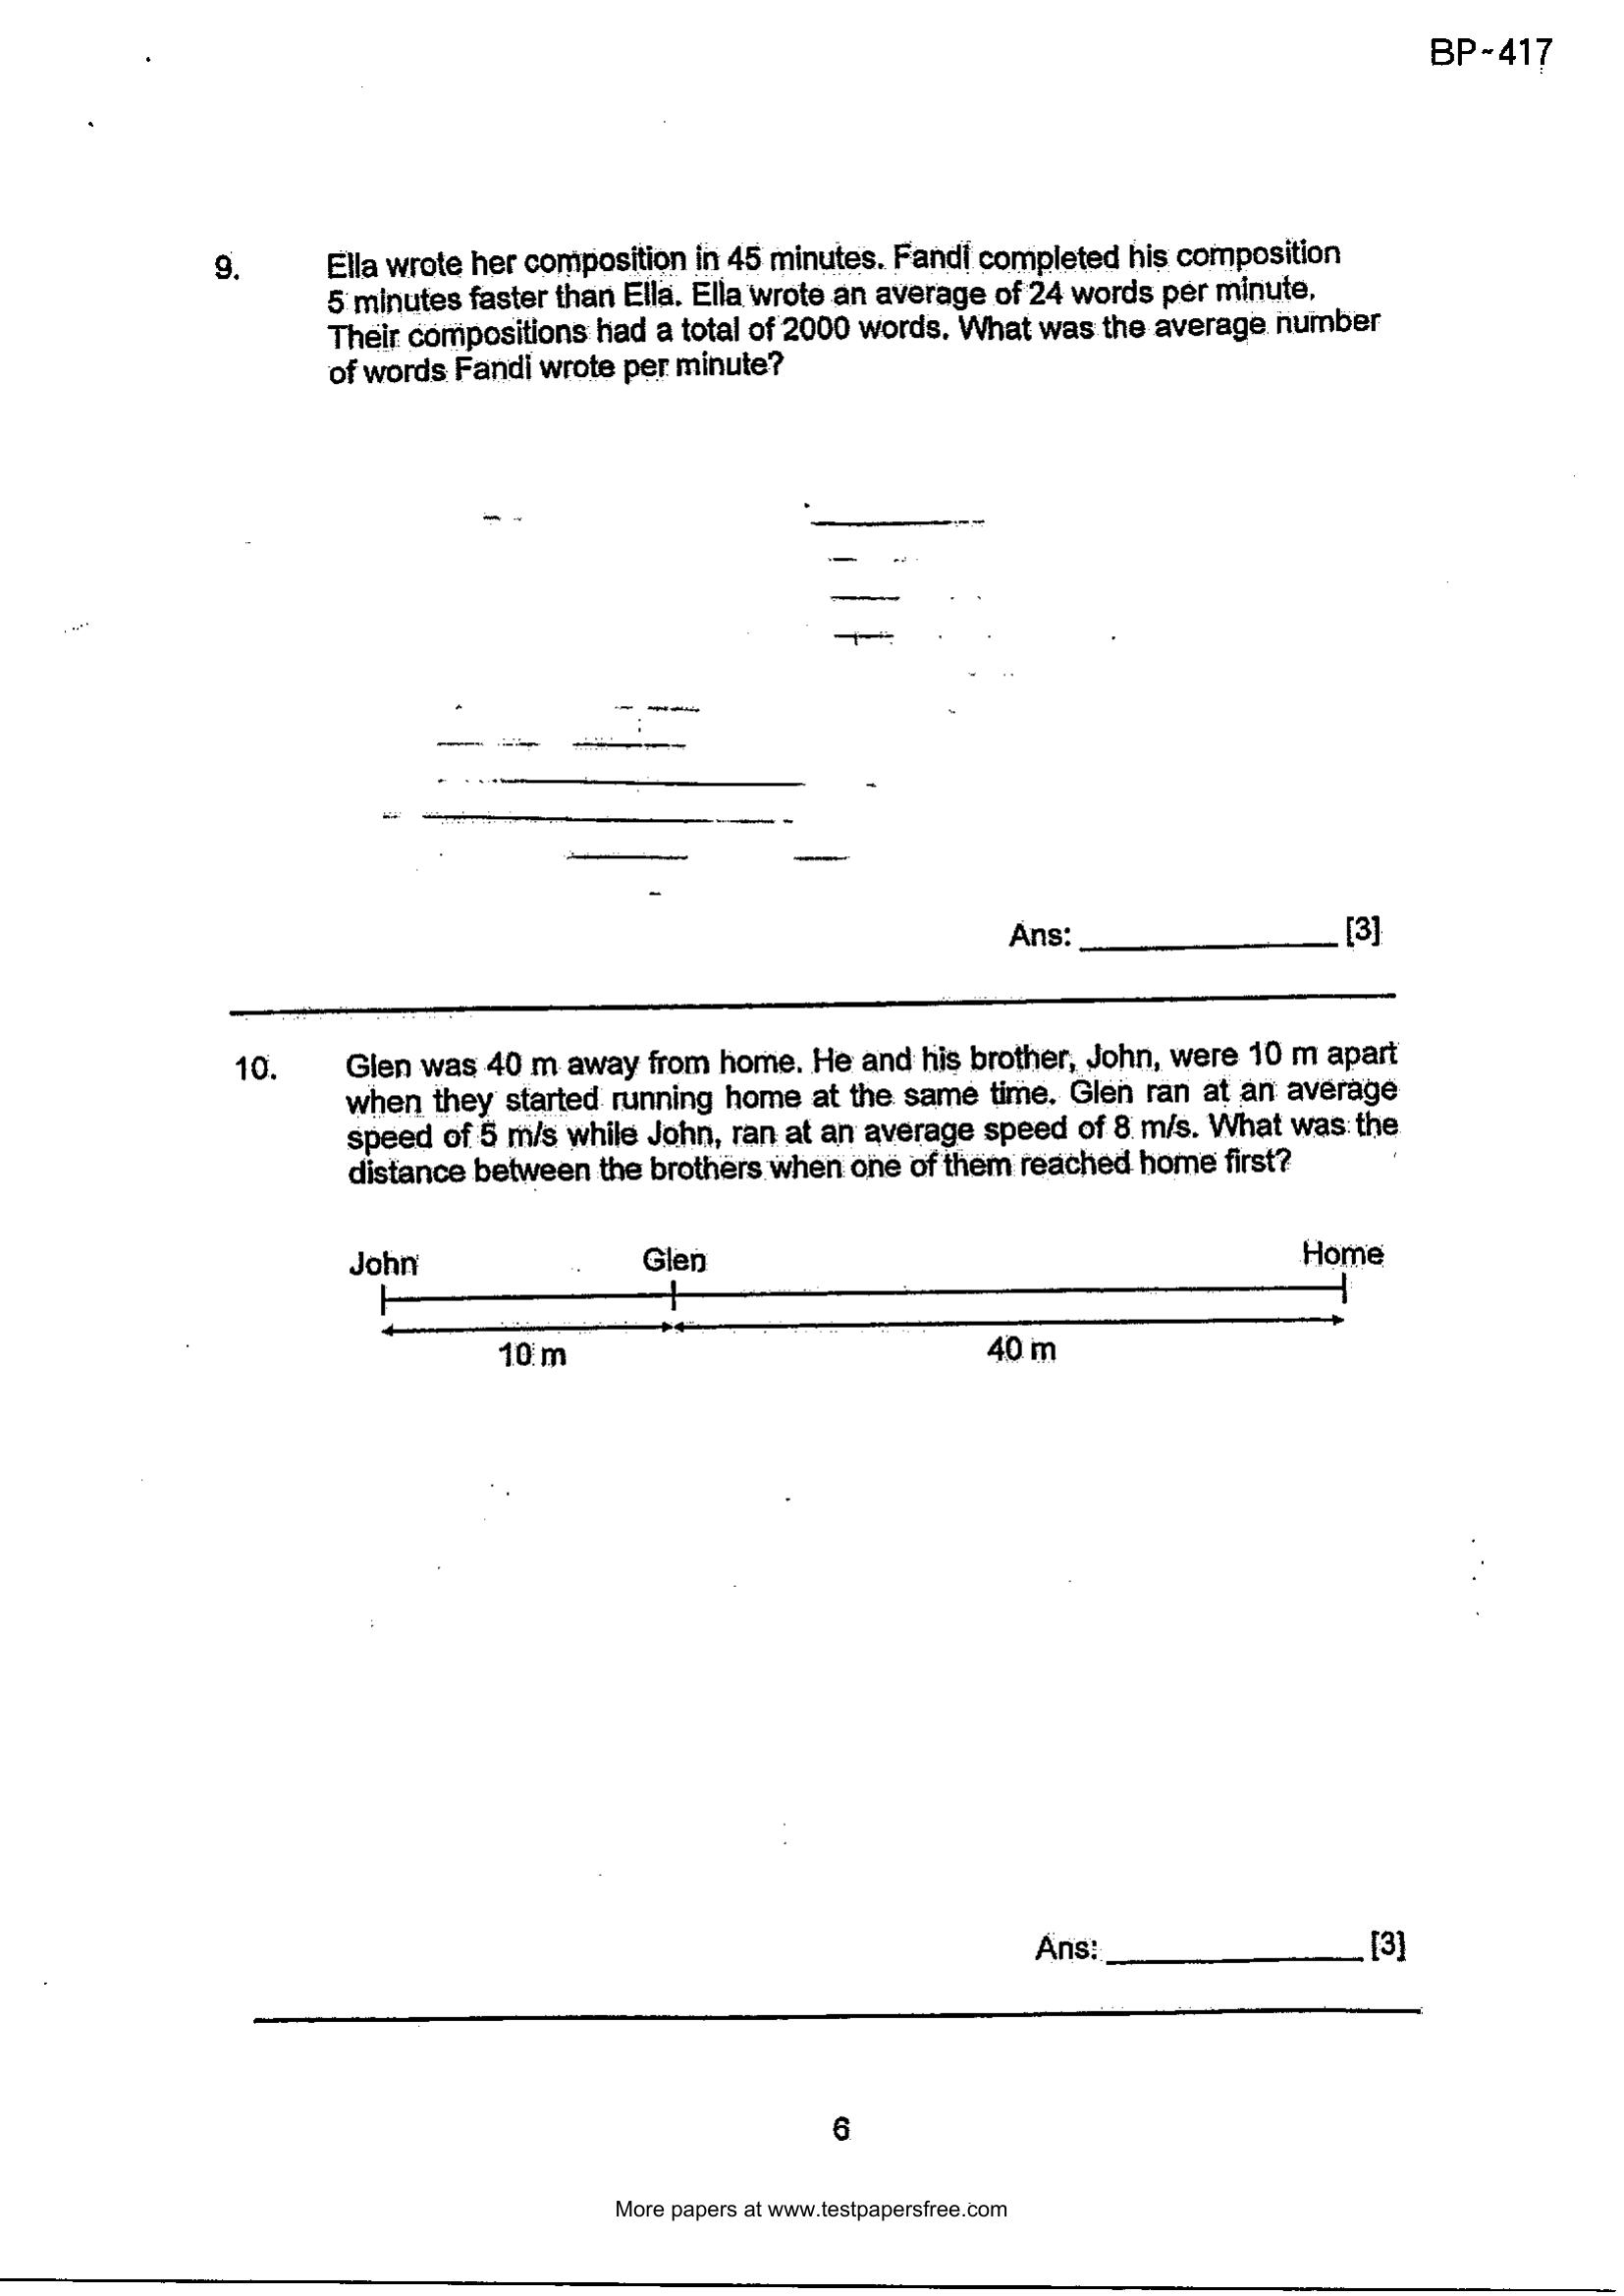 BP~417
9. Ella wrote her composition in 45 minutes. Fandi completed his composition
5 minutes faster than Ella. Ella wrote an average of 24 words per minute.
Their compositions had a total of 2000 words. What was the average number
of words Fandi wrote per minute?
Ans: [3]
10. Glen was 40 m away from home. He and his brother, John, were 10 m apart
when they started running home at the same time. Glen ran at an average
speed of 5 m/s while John, ran at an average speed of 8 m/s. What was the
distance between the brothers when one of them reached home first?
John Glen Home
10 m 40 m
Ans: [3]
6
More papers at www.testpapersfree.com